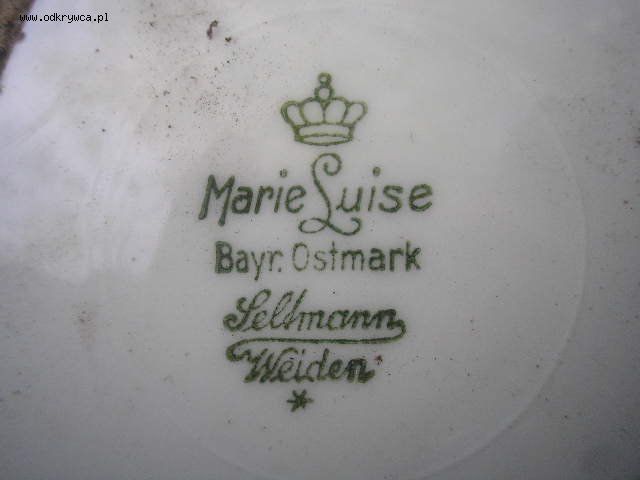 www.odkrywca.pl
Marie Luise
Bayr. Ostmark
Seltmann
Weiden